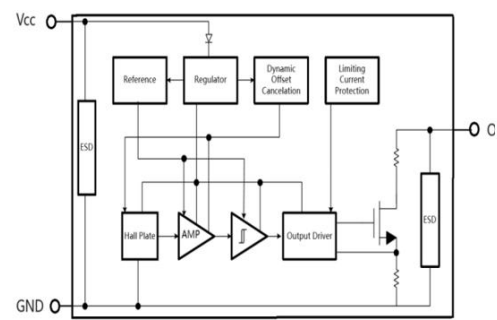 Vcc
Reference
Regulator
Dynamic
Offset
Cancelation
Limiting
Current
Protection
ESD
O
Hall Plate
AMP
Output Driver
ESD
GND